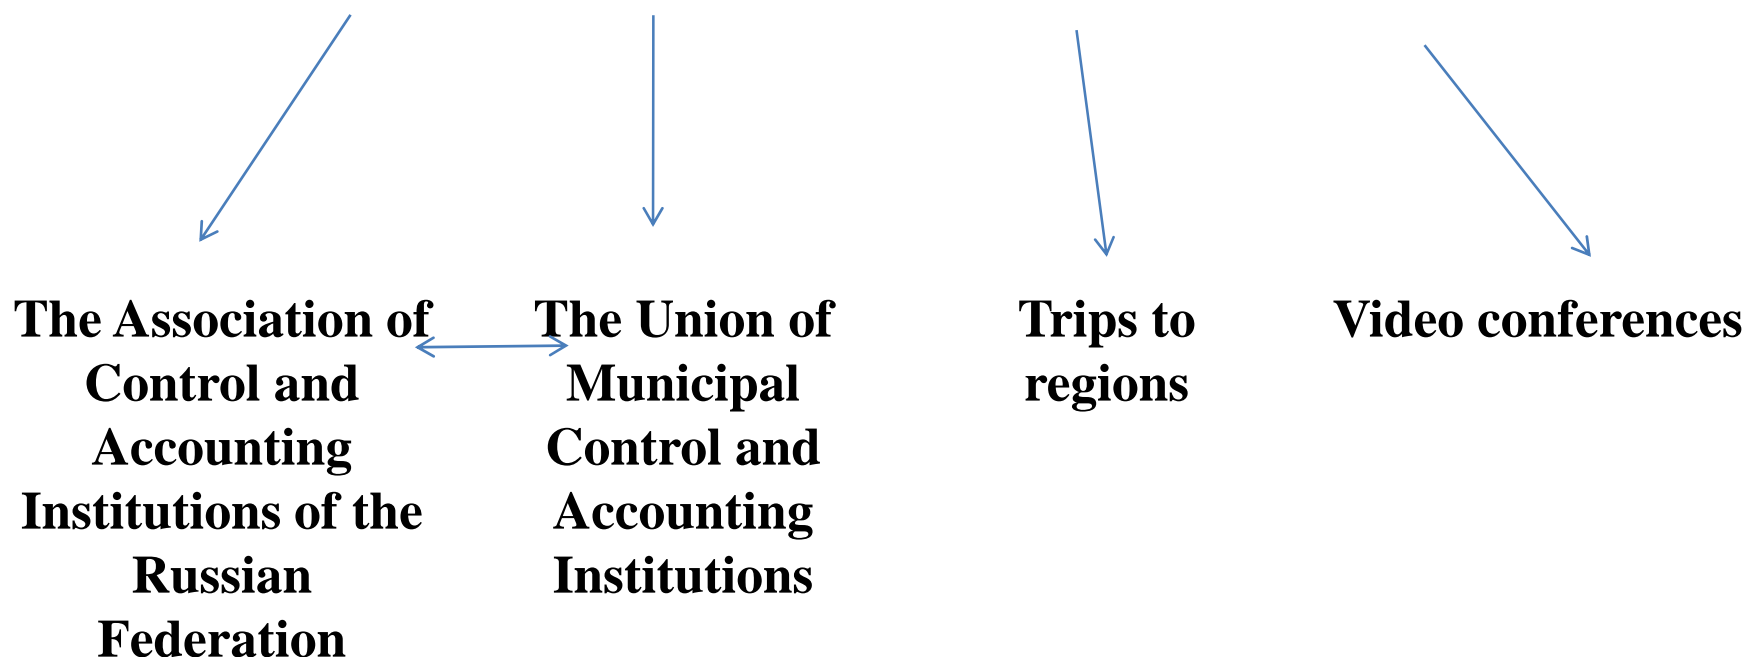 The Association of
Control and
Accounting
Institutions of the
Russian
Federation
The Union of
Municipal
Control and
Accounting
Institutions
Trips to
regions
Video conferences